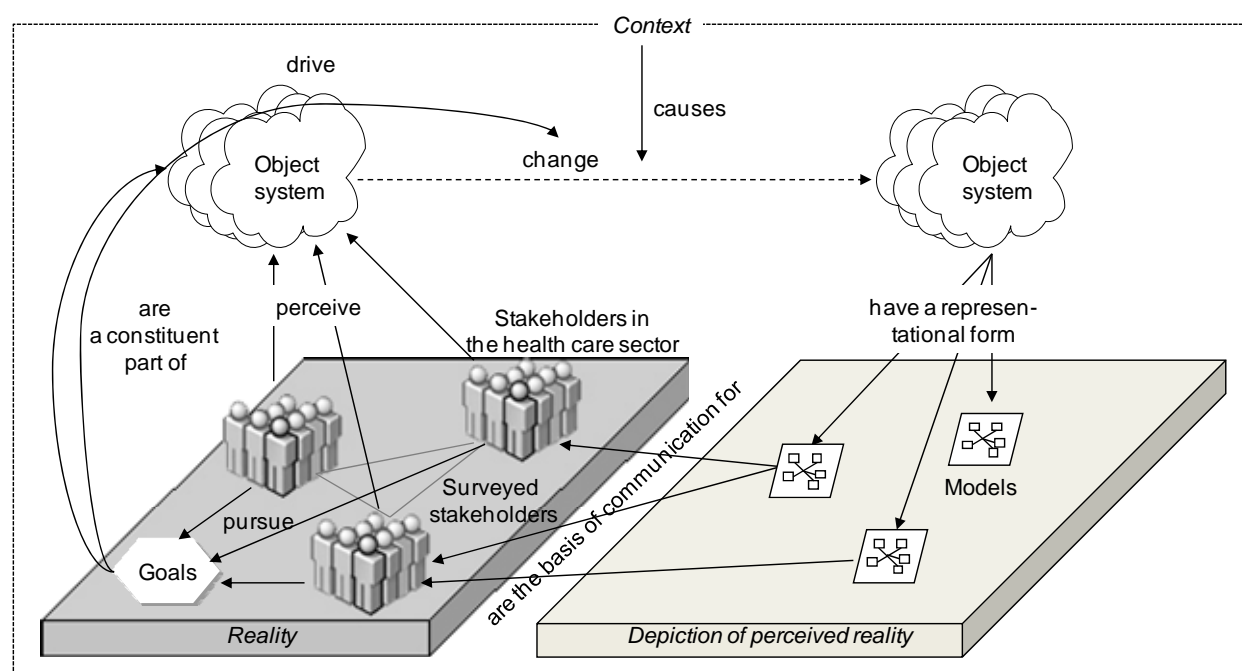 Context
drive
causes
change
Object
system
Object
system
are
a constituent
part of
perceive
Stakeholders in
the health care sector
have a represen-
tational form
are the basis of communication for
Models
Surveyed
stakeholders
pursue
Goals
Reality
Depiction of perceived reality